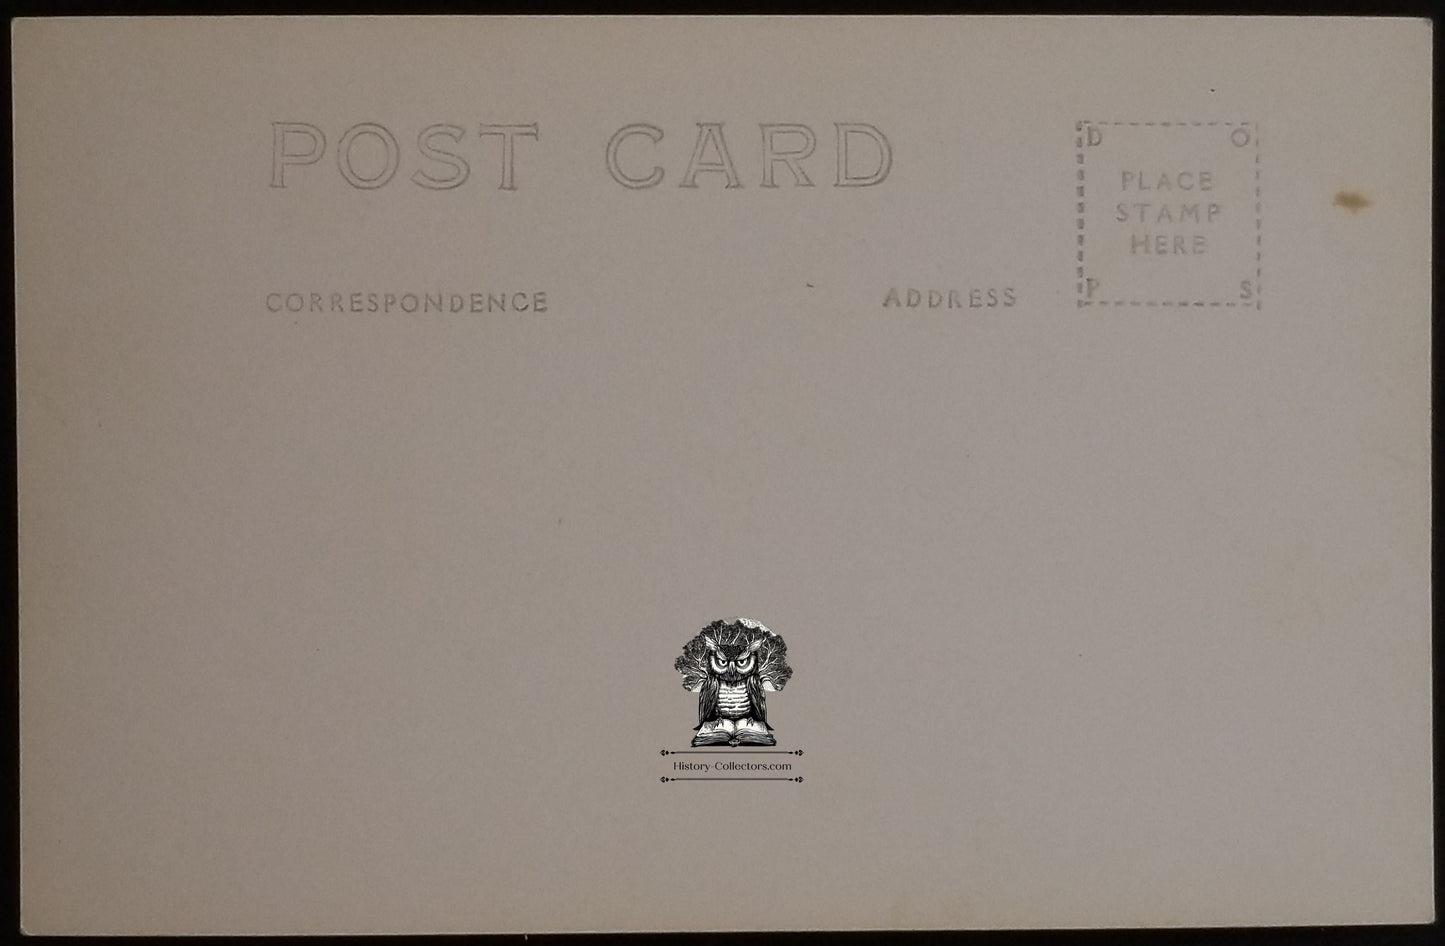 POST CARD
D O
PLACE
STAMP
HERE
P S
CORRESPONDENCE
ADDRESS
History-Collectors.com